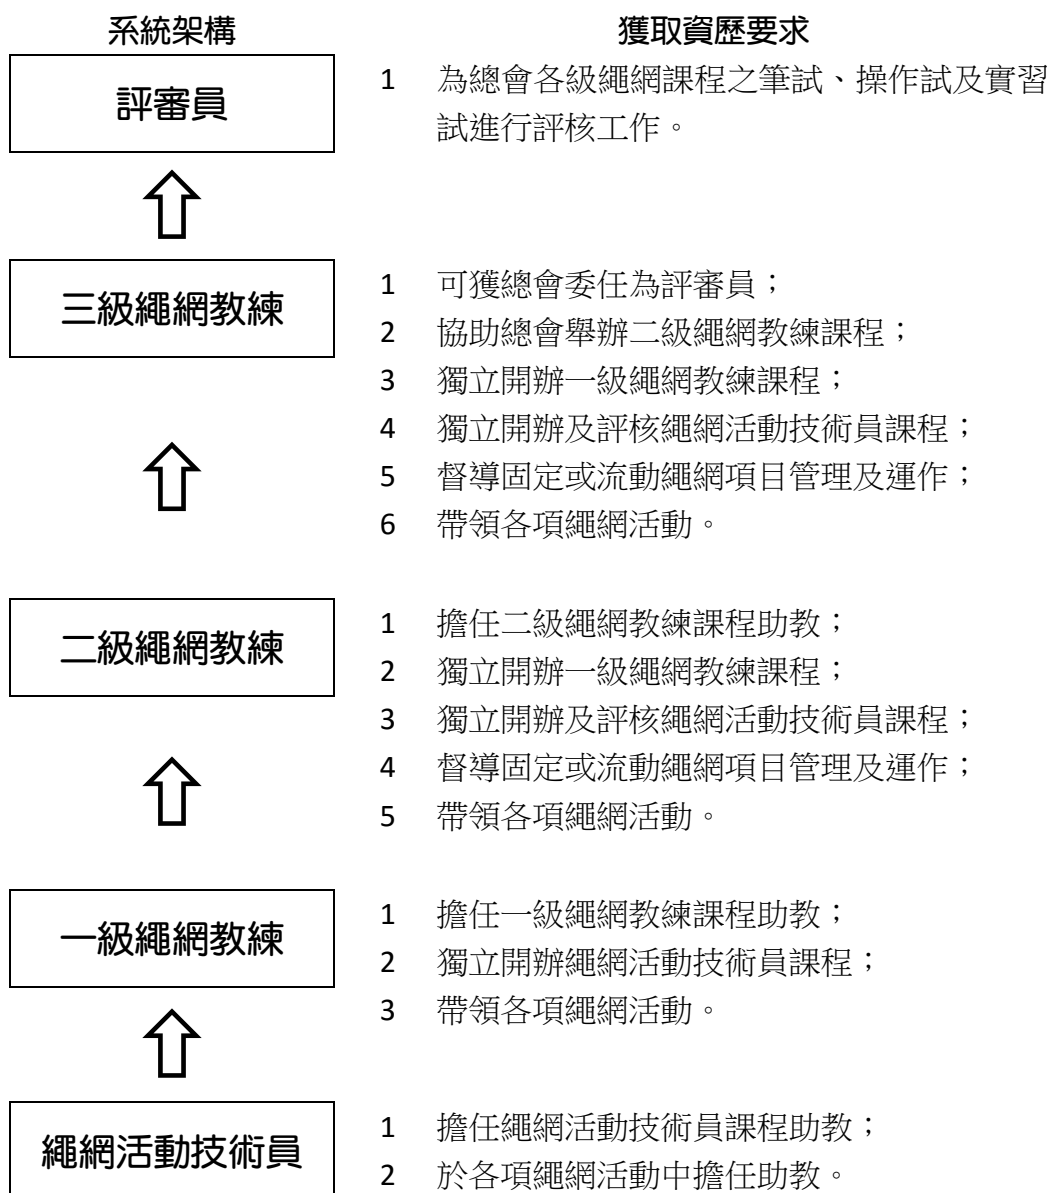 系統架構 獲取資歷要求
評審員
1 為總會各級繩網課程之筆試、操作試及實習
試進行評核工作。
三級繩網教練
1 可獲總會委任為評審員；
2 協助總會舉辦二級繩網教練課程；
3 獨立開辦一級繩網教練課程；
4 獨立開辦及評核繩網活動技術員課程；
5 督導固定或流動繩網項目管理及運作；
6 帶領各項繩網活動。
二級繩網教練
1 擔任二級繩網教練課程助教；
2 獨立開辦一級繩網教練課程；
3 獨立開辦及評核繩網活動技術員課程；
4 督導固定或流動繩網項目管理及運作；
5 帶領各項繩網活動。
一級繩網教練
1 擔任一級繩網教練課程助教；
2 獨立開辦繩網活動技術員課程；
3 帶領各項繩網活動。
繩網活動技術員
1 擔任繩網活動技術員課程助教；
2 於各項繩網活動中擔任助教。